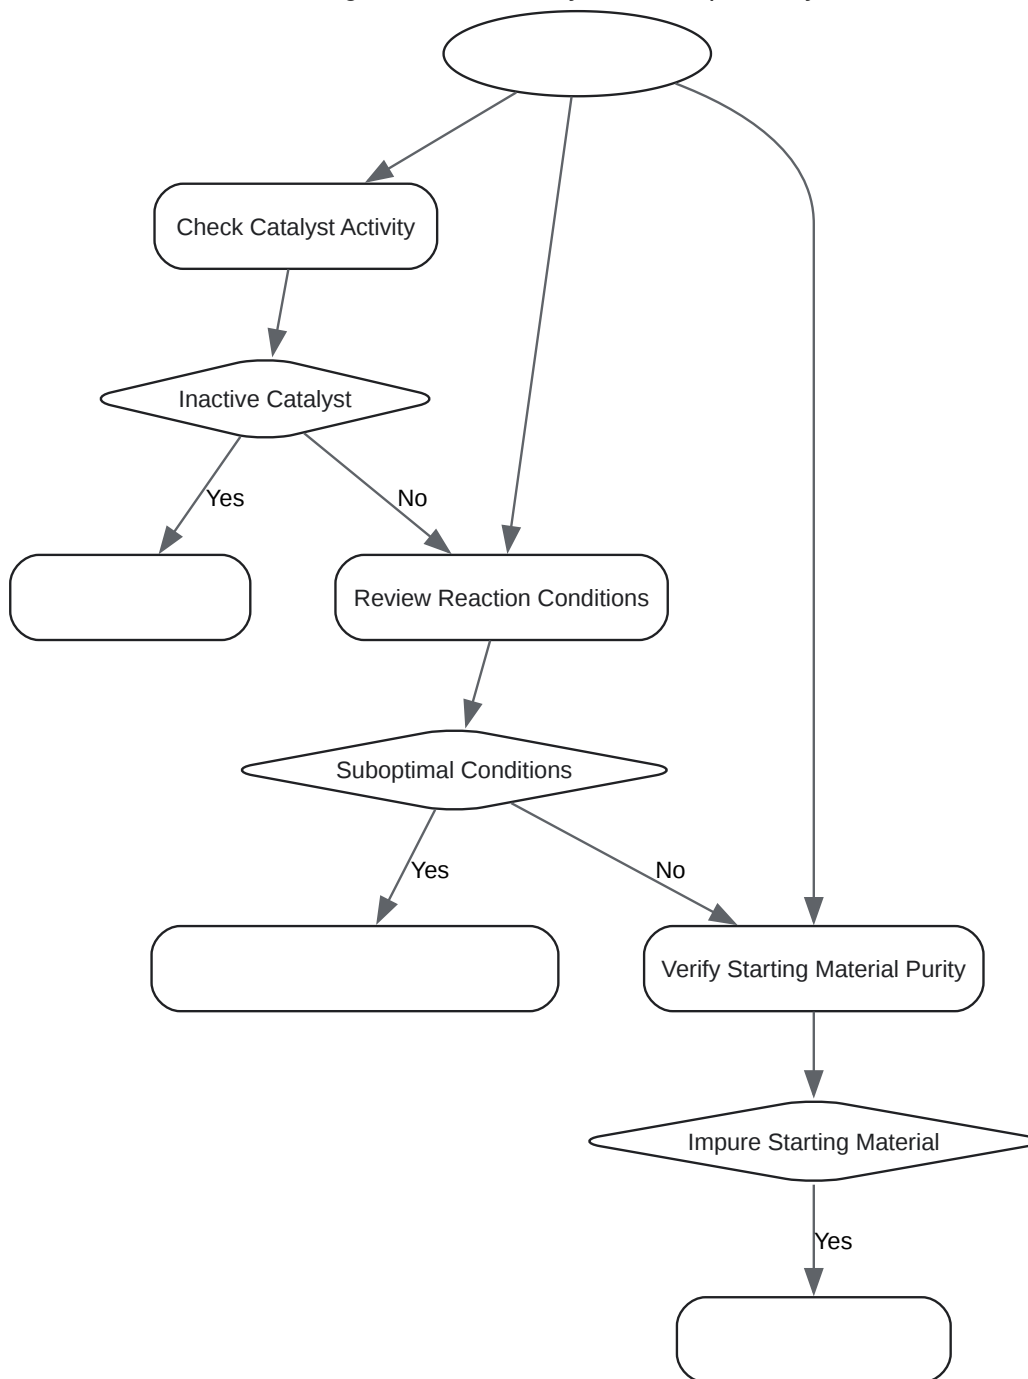 Check Catalyst Activity
Inactive Catalyst
Yes
No
Review Reaction Conditions
Suboptimal Conditions
Yes
No
Verify Starting Material Purity
Impure Starting Material
Yes